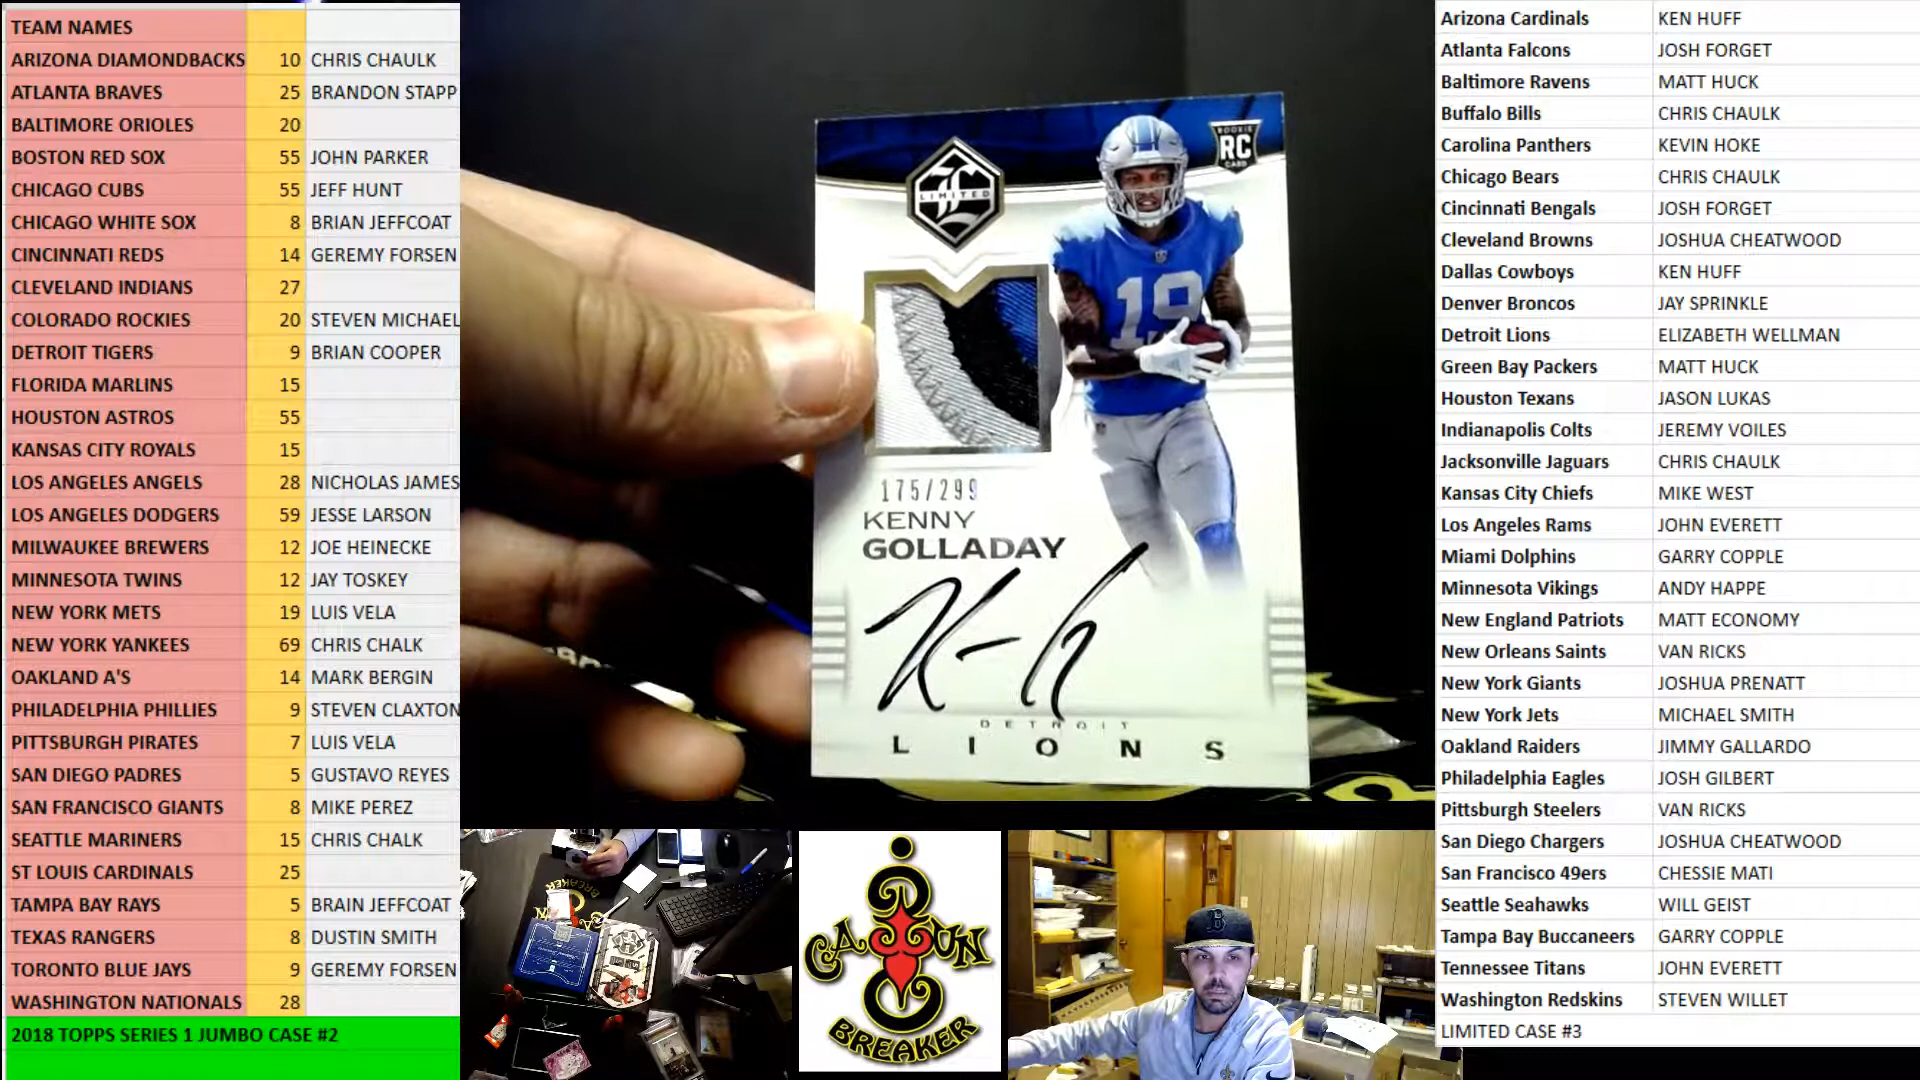 TEAM NAMES
ARIZONA DIAMONDBACKS 10 CHRIS CHAULK
ATLANTA BRAVES 25 BRANDON STAPP
BALTIMORE ORIOLES 20
BOSTON RED SOX 55 JOHN PARKER
CHICAGO CUBS 55 JEFF HUNT
CHICAGO WHITE SOX 8 BRIAN JEFFCOAT
CINCINNATI REDS 14 GEREMY FORSEN
CLEVELAND INDIANS 27
COLORADO ROCKIES 20 STEVEN MICHAEL
DETROIT TIGERS 9 BRIAN COOPER
FLORIDA MARLINS 15
HOUSTON ASTROS 55
KANSAS CITY ROYALS 15
LOS ANGELES ANGELS 28 NICHOLAS JAMES
LOS ANGELES DODGERS 59 JESSE LARSON
MILWAUKEE BREWERS 12 JOE HEINECKE
MINNESOTA TWINS 12 JAY TOSKEY
NEW YORK METS 19 LUIS VELA
NEW YORK YANKEES 69 CHRIS CHALK
OAKLAND A'S 14 MARK BERGIN
PHILADELPHIA PHILLIES 9 STEVEN CLAXTON
PITTSBURGH PIRATES 7 LUIS VELA
SAN DIEGO PADRES 5 GUSTAVO REYES
SAN FRANCISCO GIANTS 8 MIKE PEREZ
SEATTLE MARINERS 15 CHRIS CHALK
ST LOUIS CARDINALS 25
TAMPA BAY RAYS 5 BRAIN JEFFCOAT
TEXAS RANGERS 8 DUSTIN SMITH
TORONTO BLUE JAYS 9 GEREMY FORSEN
WASHINGTON NATIONALS 28
2018 TOPPS SERIES 1 JUMBO CASE #2
LIMITED
ROOKIE
RC
CARD
19
175/299
KENNY
GOLLADAY
DETROIT
LIONS
CAJUN
BREAKER
BREAKER
B
Arizona Cardinals KEN HUFF
Atlanta Falcons JOSH FORGET
Baltimore Ravens MATT HUCK
Buffalo Bills CHRIS CHAULK
Carolina Panthers KEVIN HOKE
Chicago Bears CHRIS CHAULK
Cincinnati Bengals JOSH FORGET
Cleveland Browns JOSHUA CHEATWOOD
Dallas Cowboys KEN HUFF
Denver Broncos JAY SPRINKLE
Detroit Lions ELIZABETH WELLMAN
Green Bay Packers MATT HUCK
Houston Texans JASON LUKAS
Indianapolis Colts JEREMY VOILES
Jacksonville Jaguars CHRIS CHAULK
Kansas City Chiefs MIKE WEST
Los Angeles Rams JOHN EVERETT
Miami Dolphins GARRY COPPLE
Minnesota Vikings ANDY HAPPE
New England Patriots MATT ECONOMY
New Orleans Saints VAN RICKS
New York Giants JOSHUA PRENATT
New York Jets MICHAEL SMITH
Oakland Raiders JIMMY GALLARDO
Philadelphia Eagles JOSH GILBERT
Pittsburgh Steelers VAN RICKS
San Diego Chargers JOSHUA CHEATWOOD
San Francisco 49ers CHESSIE MATI
Seattle Seahawks WILL GEIST
Tampa Bay Buccaneers GARRY COPPLE
Tennessee Titans JOHN EVERETT
Washington Redskins STEVEN WILLET
LIMITED CASE #3